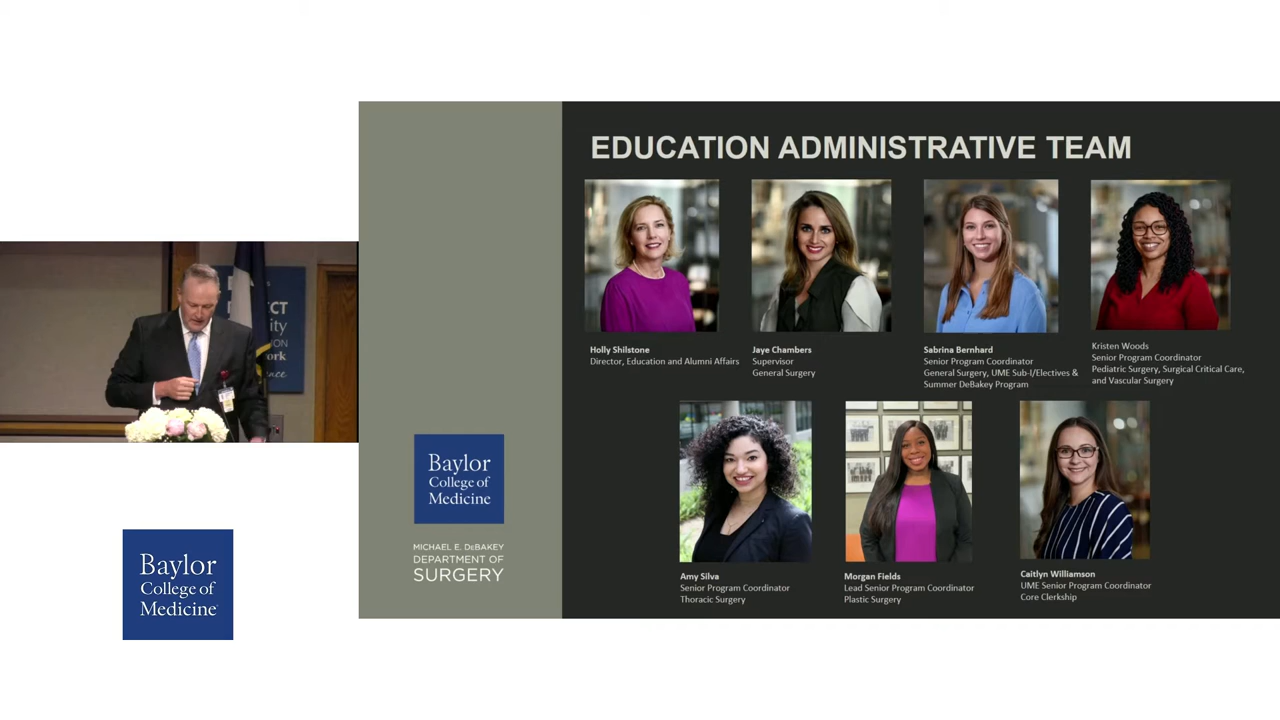 EDUCATION ADMINISTRATIVE TEAM
Holly Shilstone
Director, Education and Alumni Affairs
Jaye Chambers
Supervisor
General Surgery
Sabrina Bernhard
Senior Program Coordinator
General Surgery, UME Sub-I/Electives &
Summer DeBakey Program
Kristen Woods
Senior Program Coordinator
Pediatric Surgery, Surgical Critical Care,
and Vascular Surgery
Amy Silva
Senior Program Coordinator
Thoracic Surgery
Morgan Fields
Lead Senior Program Coordinator
Plastic Surgery
Caitlyn Williamson
UME Senior Program Coordinator
Core Clerkship
Baylor
College of
Medicine
MICHAEL E. DEBAKEY
DEPARTMENT OF
SURGERY
Baylor
College of
Medicine